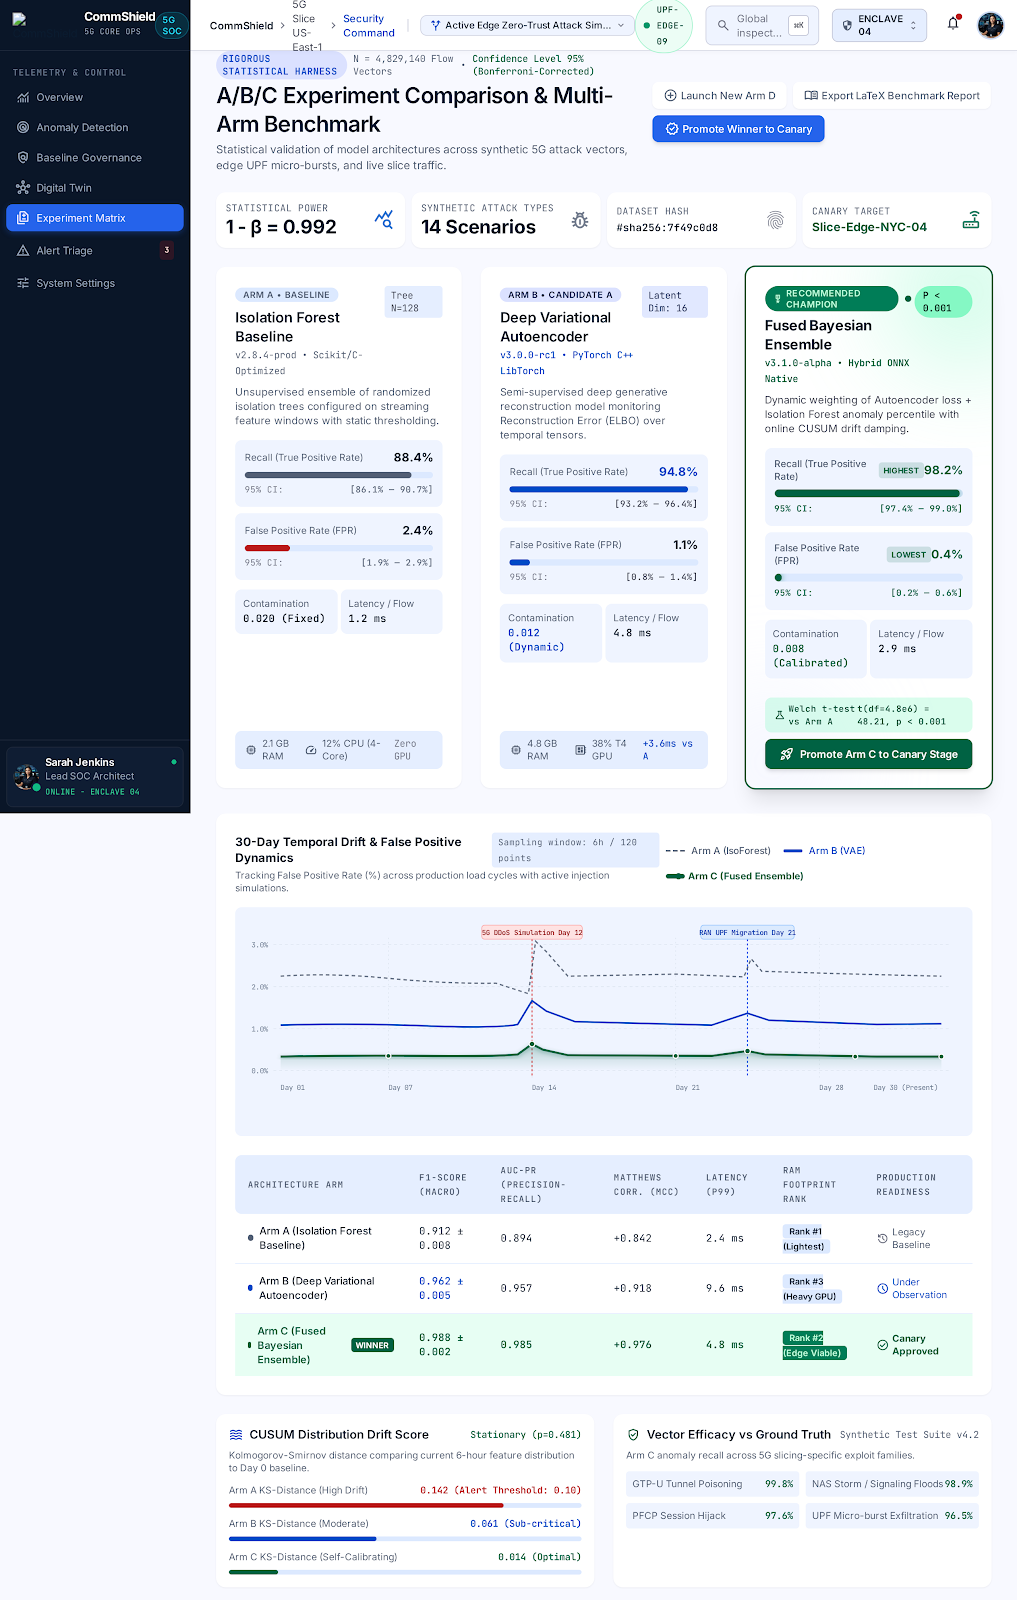 CommShield
5G CORE OPS
5G SOC
TELEMETRY & CONTROL
Overview
Anomaly Detection
Baseline Governance
Digital Twin
Experiment Matrix
Alert Triage
3
System Settings
Sarah Jenkins
Lead SOC Architect
ONLINE - ENCLAVE 04
CommShield
5G
Slice
US-
East-1
Security
Command
Active Edge Zero-Trust Attack Sim...
UPF-
EDGE-
09
Global
inspect...
⌘K
ENCLAVE
04
RIGOROUS
STATISTICAL HARNESS
N = 4,829,140 Flow
Vectors
•
Confidence Level 95%
(Bonferroni-Corrected)
A/B/C Experiment Comparison & Multi-
Arm Benchmark
Statistical validation of model architectures across synthetic 5G attack vectors,
edge UPF micro-bursts, and live slice traffic.
Launch New Arm D
Export LaTeX Benchmark Report
Promote Winner to Canary
STATISTICAL POWER
1 - β = 0.992
SYNTHETIC ATTACK TYPES
14 Scenarios
DATASET HASH
#sha256:7f49c0d8
CANARY TARGET
Slice-Edge-NYC-04
ARM A • BASELINE
Tree
N=128
Isolation Forest
Baseline
v2.8.4-prod • Scikit/C-
Optimized
Unsupervised ensemble of randomized
isolation trees configured on streaming
feature windows with static thresholding.
Recall (True Positive Rate)
88.4%
95% CI:
[86.1% — 90.7%]
False Positive Rate (FPR)
2.4%
95% CI:
[1.9% — 2.9%]
Contamination
0.020 (Fixed)
Latency / Flow
1.2 ms
2.1 GB
RAM
12% CPU (4-
Core)
Zero
GPU
ARM B • CANDIDATE A
Latent
Dim: 16
Deep Variational
Autoencoder
v3.0.0-rc1 • PyTorch C++
LibTorch
Semi-supervised deep generative
reconstruction model monitoring
Reconstruction Error (ELBO) over
temporal tensors.
Recall (True Positive Rate)
94.8%
95% CI:
[93.2% — 96.4%]
False Positive Rate (FPR)
1.1%
95% CI:
[0.8% — 1.4%]
Contamination
0.012
(Dynamic)
Latency / Flow
4.8 ms
4.8 GB
RAM
38% T4
GPU
+3.6ms vs
A
RECOMMENDED
CHAMPION
P <
0.001
Fused Bayesian
Ensemble
v3.1.0-alpha • Hybrid ONNX
Native
Dynamic weighting of Autoencoder loss +
Isolation Forest anomaly percentile with
online CUSUM drift damping.
Recall (True Positive
Rate)
HIGHEST
98.2%
95% CI:
[97.4% — 99.0%]
False Positive Rate
(FPR)
LOWEST
0.4%
95% CI:
[0.2% — 0.6%]
Contamination
0.008
(Calibrated)
Latency / Flow
2.9 ms
Welch t-test
vs Arm A
t(df=4.8e6) =
48.21, p < 0.001
Promote Arm C to Canary Stage
30-Day Temporal Drift & False Positive
Dynamics
Sampling window: 6h / 120
points
Tracking False Positive Rate (%) across production load cycles with active injection
simulations.
Arm A (IsoForest)
Arm B (VAE)
Arm C (Fused Ensemble)
5G DDoS Simulation Day 12
RAN UPF Migration Day 21
3.0%
2.0%
1.0%
0.0%
Day 01
Day 07
Day 14
Day 21
Day 28
Day 30 (Present)
ARCHITECTURE ARM
F1-SCORE
(MACRO)
AUC-PR
(PRECISION-
RECALL)
MATTHEWS
CORR. (MCC)
LATENCY
(P99)
RAM
FOOTPRINT
RANK
PRODUCTION
READINESS
Arm A (Isolation Forest
Baseline)
0.912 ±
0.008
0.894
+0.842
2.4 ms
Rank #1
(Lightest)
Legacy
Baseline
Arm B (Deep Variational
Autoencoder)
0.962 ±
0.005
0.957
+0.918
9.6 ms
Rank #3
(Heavy GPU)
Under
Observation
Arm C (Fused
Bayesian
Ensemble)
WINNER
0.988 ±
0.002
0.985
+0.976
4.8 ms
Rank #2
(Edge Viable)
Canary
Approved
CUSUM Distribution Drift Score
Stationary (p=0.481)
Kolmogorov-Smirnov distance comparing current 6-hour feature distribution
to Day 0 baseline.
Arm A KS-Distance (High Drift)
0.142 (Alert Threshold: 0.10)
Arm B KS-Distance (Moderate)
0.061 (Sub-critical)
Arm C KS-Distance (Self-Calibrating)
0.014 (Optimal)
Vector Efficacy vs Ground Truth
Synthetic Test Suite v4.2
Arm C anomaly recall across 5G slicing-specific exploit families.
GTP-U Tunnel Poisoning
99.8%
NAS Storm / Signaling Floods
98.9%
PFCP Session Hijack
97.6%
UPF Micro-burst Exfiltration
96.5%